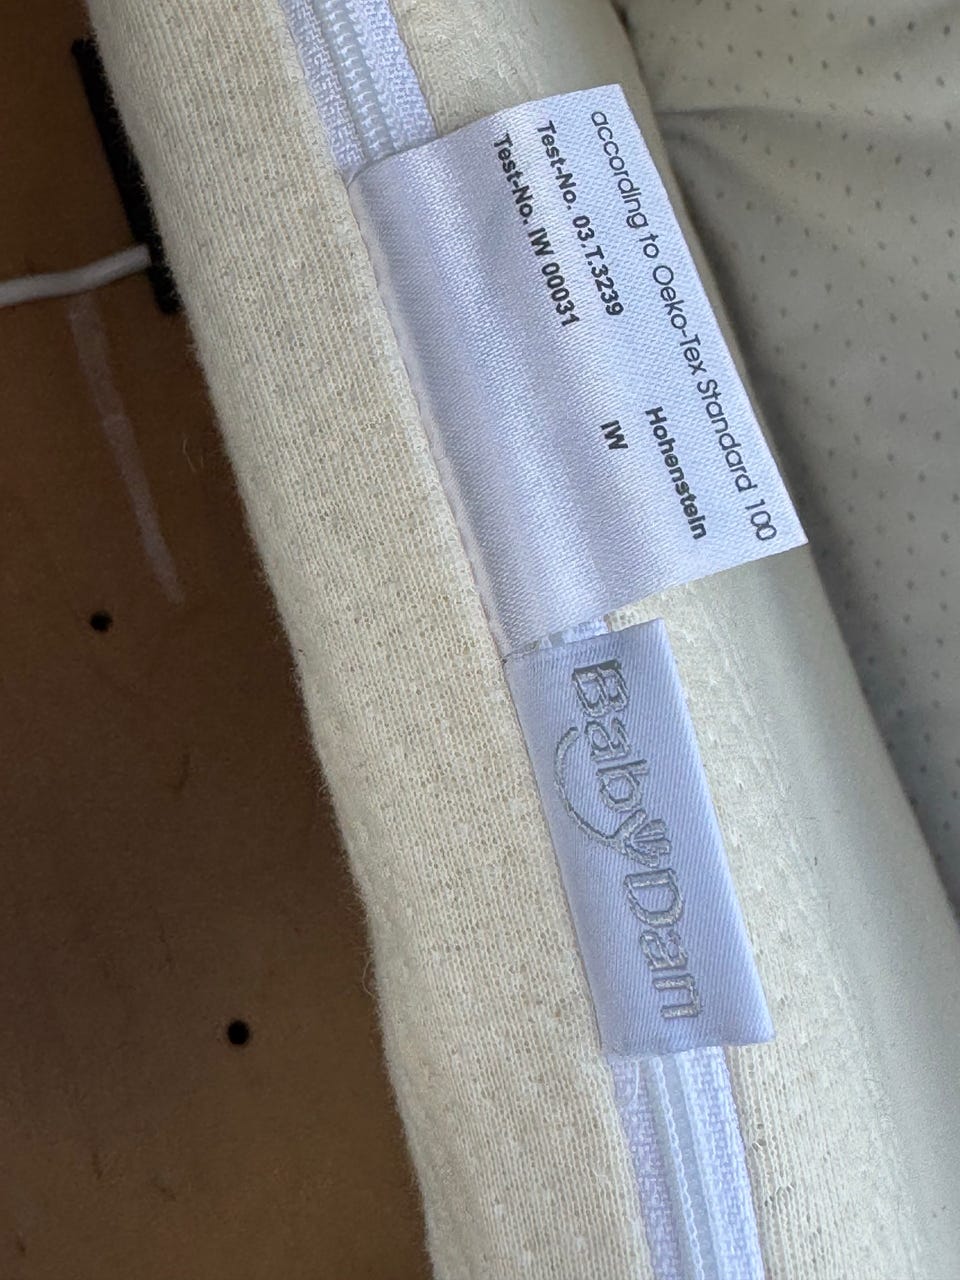 according to Oeko-Tex Standard 100
Test-No. 03.T.3239 Hohenstein
Test-No. IW 00031 IW
BabyDan